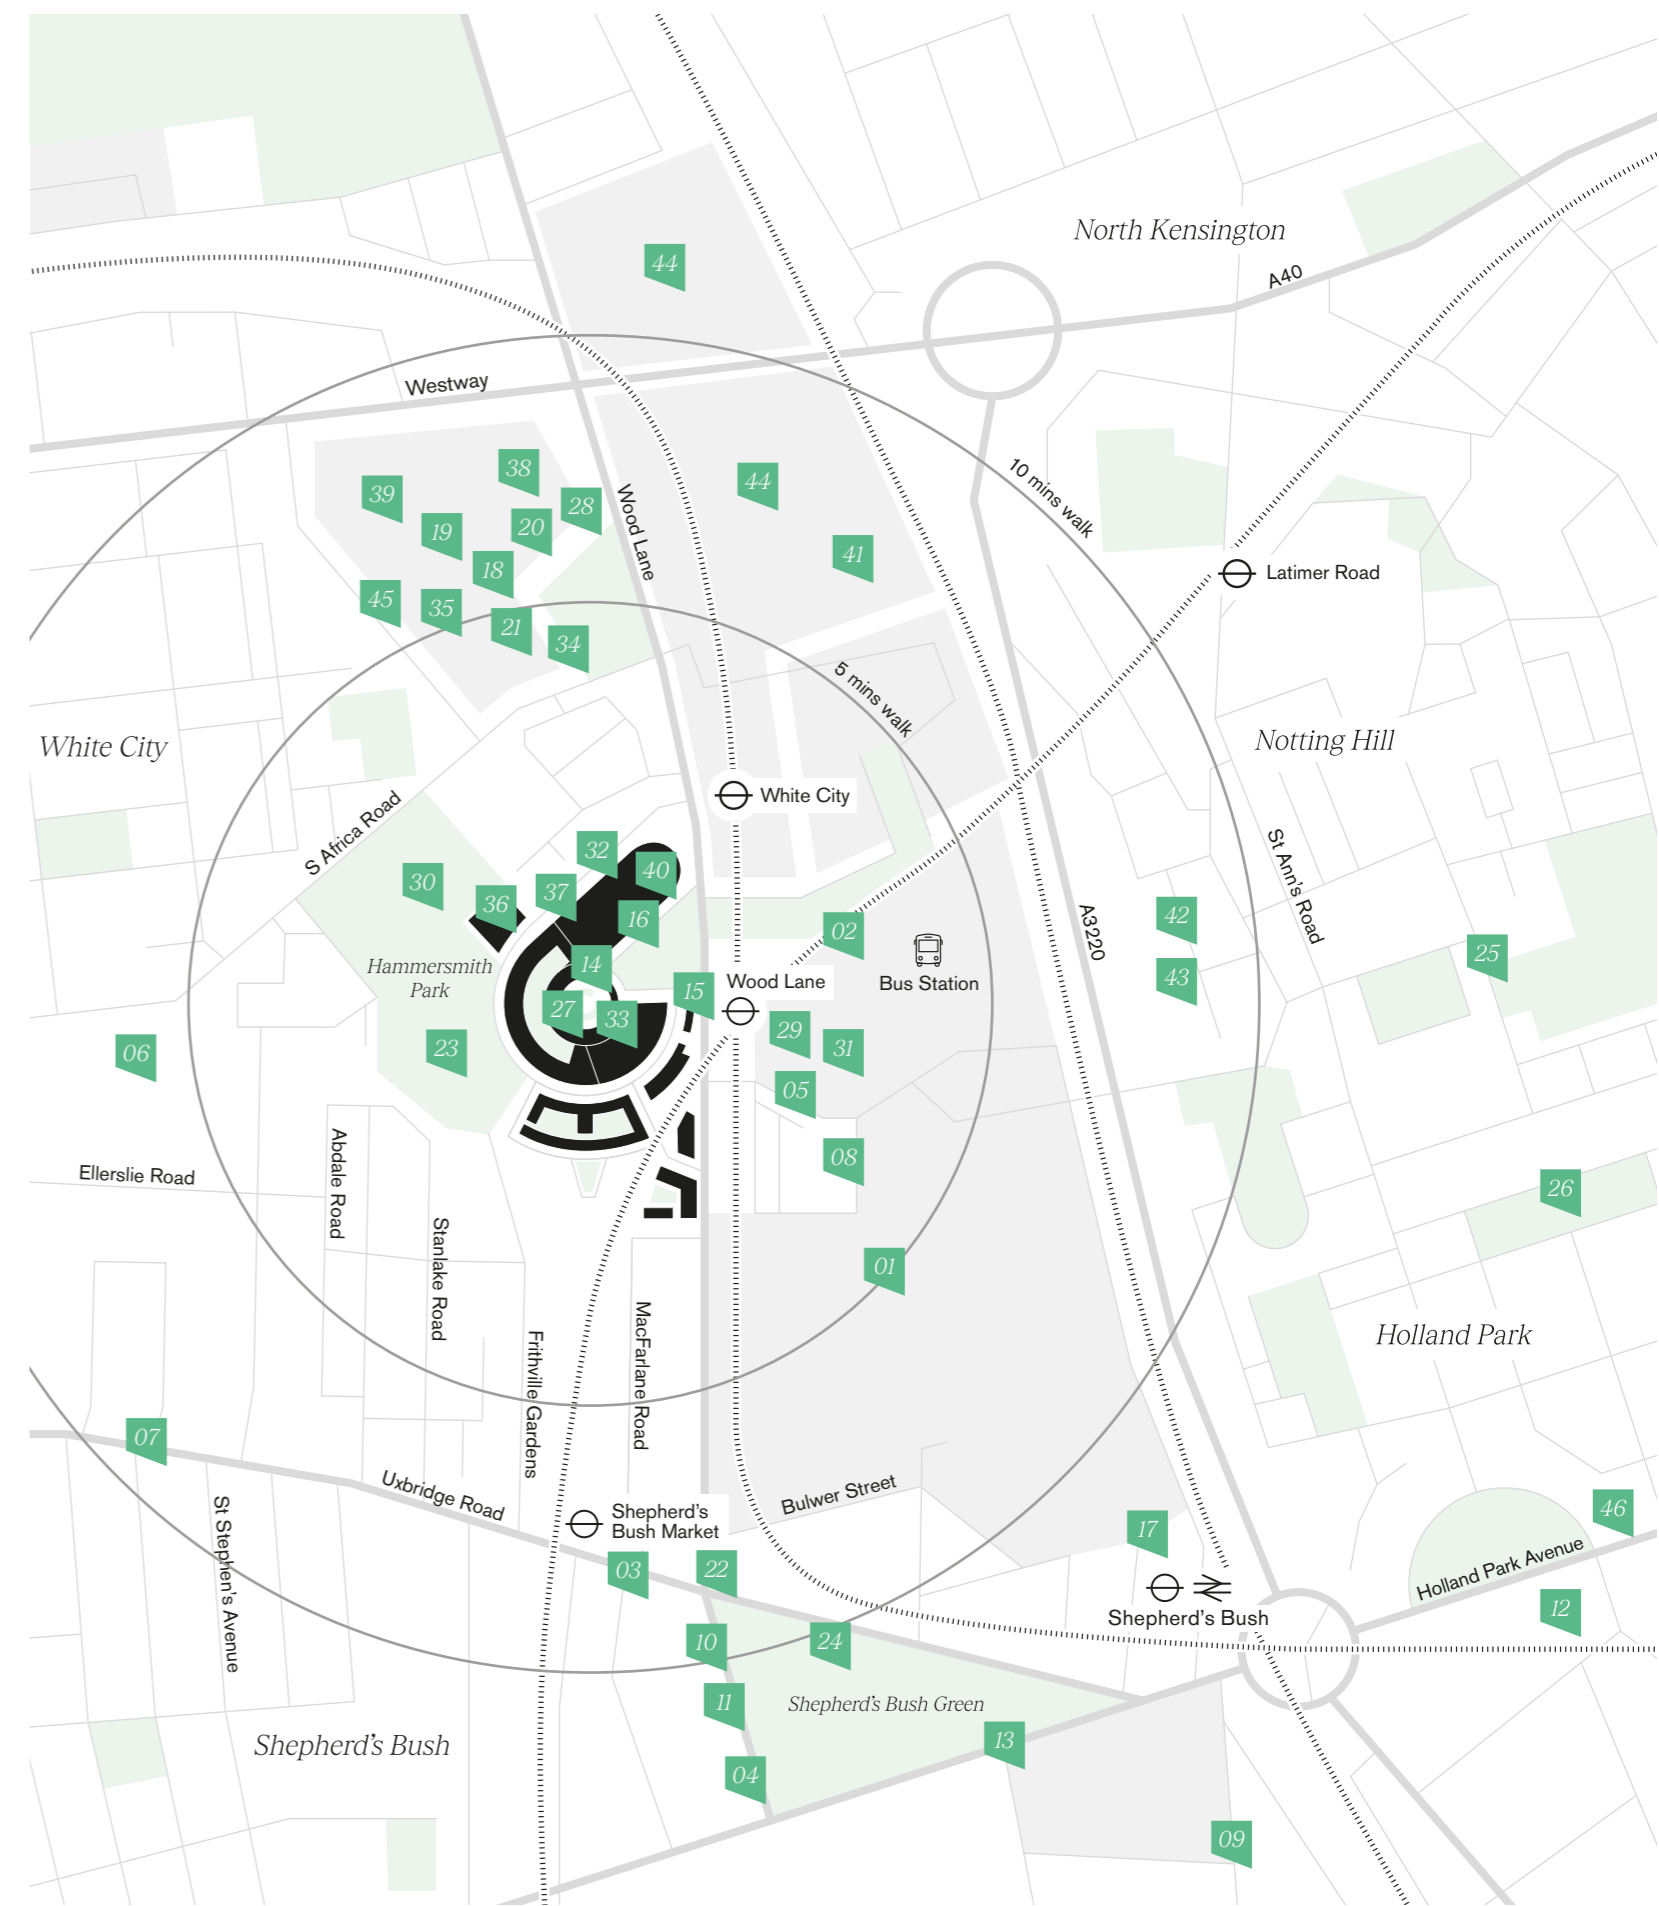 North Kensington
44
A40
Westway
38
39
28
44
10 mins walk
20
19
Wood Lane
41
18
Latimer Road
45
35
21
34
5 mins walk
White City
Notting Hill
White City
S Africa Road
32
40
30
37
36
16
42
St Ann's Road
02
A3220
25
Hammersmith
Park
14
Bus Station
43
Wood Lane
15
27
33
29
31
06
23
05
08
Ellerslie Road
Abdale Road
26
Stanlake Road
01
Holland Park
MacFarlane Road
Frithville Gardens
07
Uxbridge Road
Bulwer Street
46
Shepherd's
Bush Market
17
St Stephen's Avenue
03
22
Holland Park Avenue
12
Shepherd's Bush
10
24
11
Shepherd's Bush Green
13
Shepherd's Bush
04
09